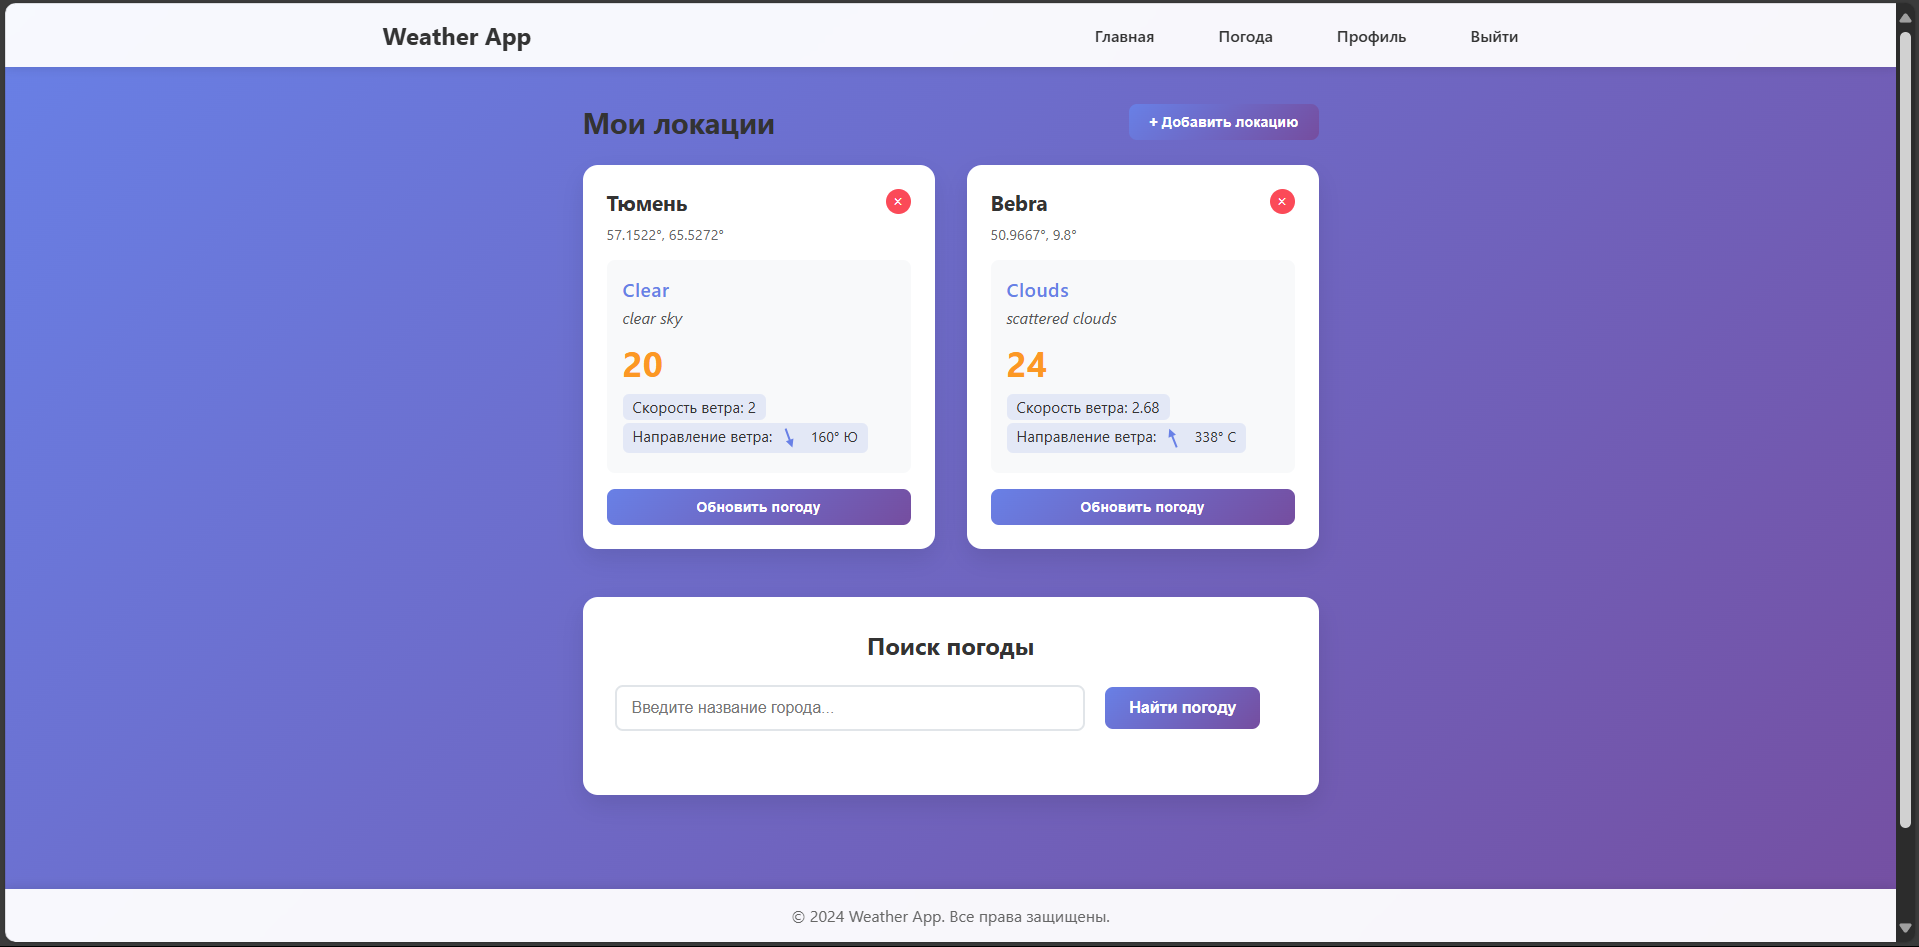 Weather App
Главная Погода Профиль Выйти
Мои локации
+ Добавить локацию
Тюмень
×
57.1522°, 65.5272°
Clear
clear sky
20
Скорость ветра: 2
Направление ветра: 160° Ю
Обновить погоду
Bebra
×
50.9667°, 9.8°
Clouds
scattered clouds
24
Скорость ветра: 2.68
Направление ветра: 338° С
Обновить погоду
Поиск погоды
Введите название города...
Найти погоду
© 2024 Weather App. Все права защищены.